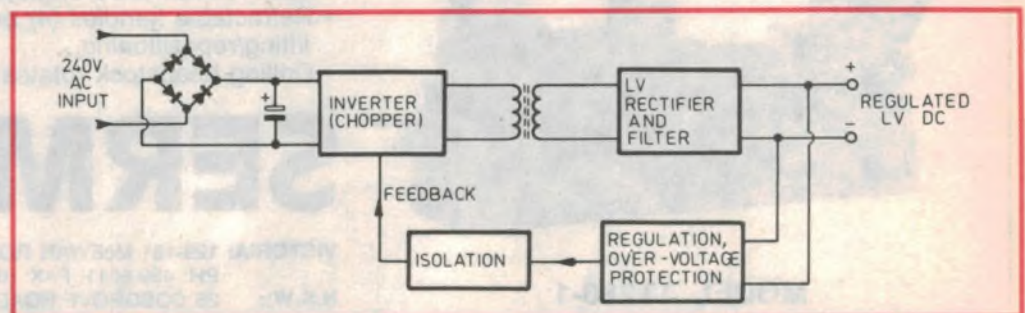 240V
AC
INPUT
+
INVERTER
(CHOPPER)
LV
RECTIFIER
AND
FILTER
+
REGULATED
LV DC
−
FEEDBACK
ISOLATION
REGULATION,
OVER-VOLTAGE
PROTECTION